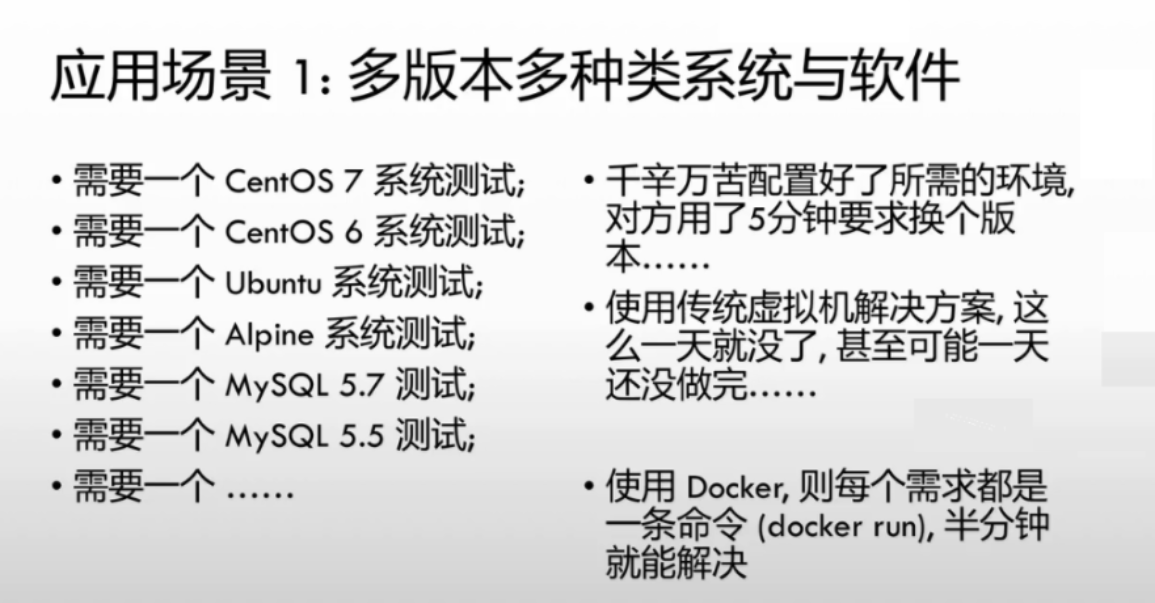 应用场景 1: 多版本多种类系统与软件
• 需要一个 CentOS 7 系统测试;
• 需要一个 CentOS 6 系统测试;
• 需要一个 Ubuntu 系统测试;
• 需要一个 Alpine 系统测试;
• 需要一个 MySQL 5.7 测试;
• 需要一个 MySQL 5.5 测试;
• 需要一个 ......
• 千辛万苦配置好了所需的环境,
对方用了5分钟要求换个版
本......
• 使用传统虚拟机解决方案, 这
么一天就没了, 甚至可能一天
还没做完......
• 使用 Docker, 则每个需求都是
一条命令 (docker run), 半分钟
就能解决